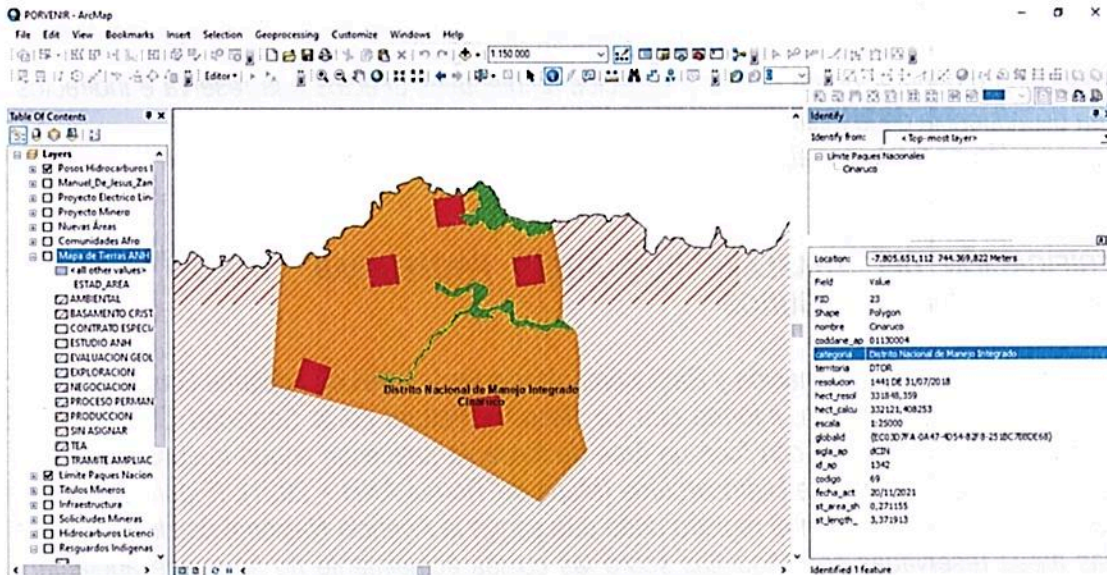 PORVENIR - ArcMap
File Edit View Bookmarks Insert Selection Geoprocessing Customize Windows Help
1:150 000
Editor
Table Of Contents
Layers
Posos Hidrocarburos I
Manuel_De_Jesus_Zan
Proyecto Electrico Lin
Proyecto Minero
Nuevas Áreas
Comunidades Afro
Mapa de Tierras ANH
<all other values>
ESTAD_AREA
AMBIENTAL
BASAMENTO CRIST
CONTRATO ESPECI
ESTUDIO ANH
EVALUACION GEOL
EXPLORACION
NEGOCIACION
PROCESO PERMAN
PRODUCCION
SIN ASIGNAR
TEA
TRAMITE AMPLIAC
Límite Paques Nacion
Titulos Mineros
Infraestructura
Solicitudes Mineras
Hidrocarburos Licenci
Resguardos Indigenas
Distrito Nacional de Manejo Integrado
Cinaruco
Identify
Identify from: <Top-most layer>
Límite Paques Nacionales
Cinaruco
Location: -7.805.651,112 744.369,822 Meters
Field Value
FID 23
Shape Polygon
nombre Cinaruco
coddane_ap 01130004
categoria Distrito Nacional de Manejo Integrado
territoria DTOR
resolucion 1441 DE 31/07/2018
hect_resol 331848,359
hect_calcu 332121,408253
escala 1:25000
globalid
sigla_ap dCIN
id_ap 1342
codigo 69
fecha_act 20/11/2021
st_area_sh 0,271155
st_length_ 3,371913
Identified 1 feature